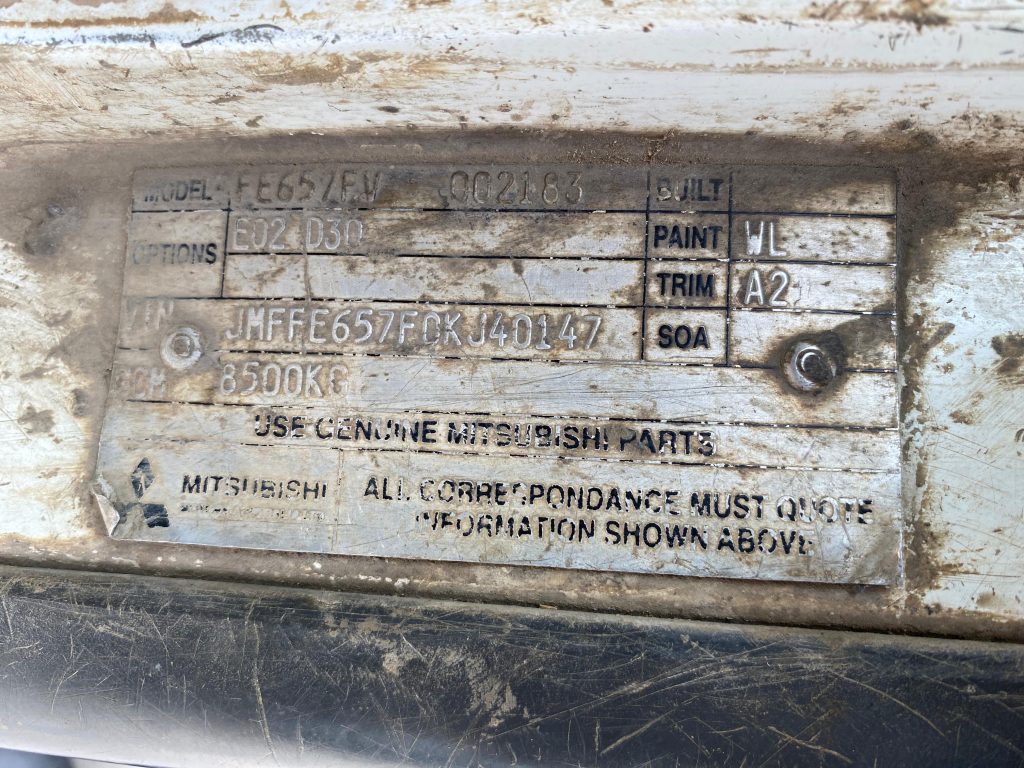 MODEL FE657FV 002183 BUILT
OPTIONS E02 D30 PAINT WL
TRIM A2
VIN JMFFE657F0KJ40147 SOA
GCM 8500KG
USE GENUINE MITSUBISHI PARTS
MITSUBISHI ALL CORRESPONDANCE MUST QUOTE
INFORMATION SHOWN ABOVE